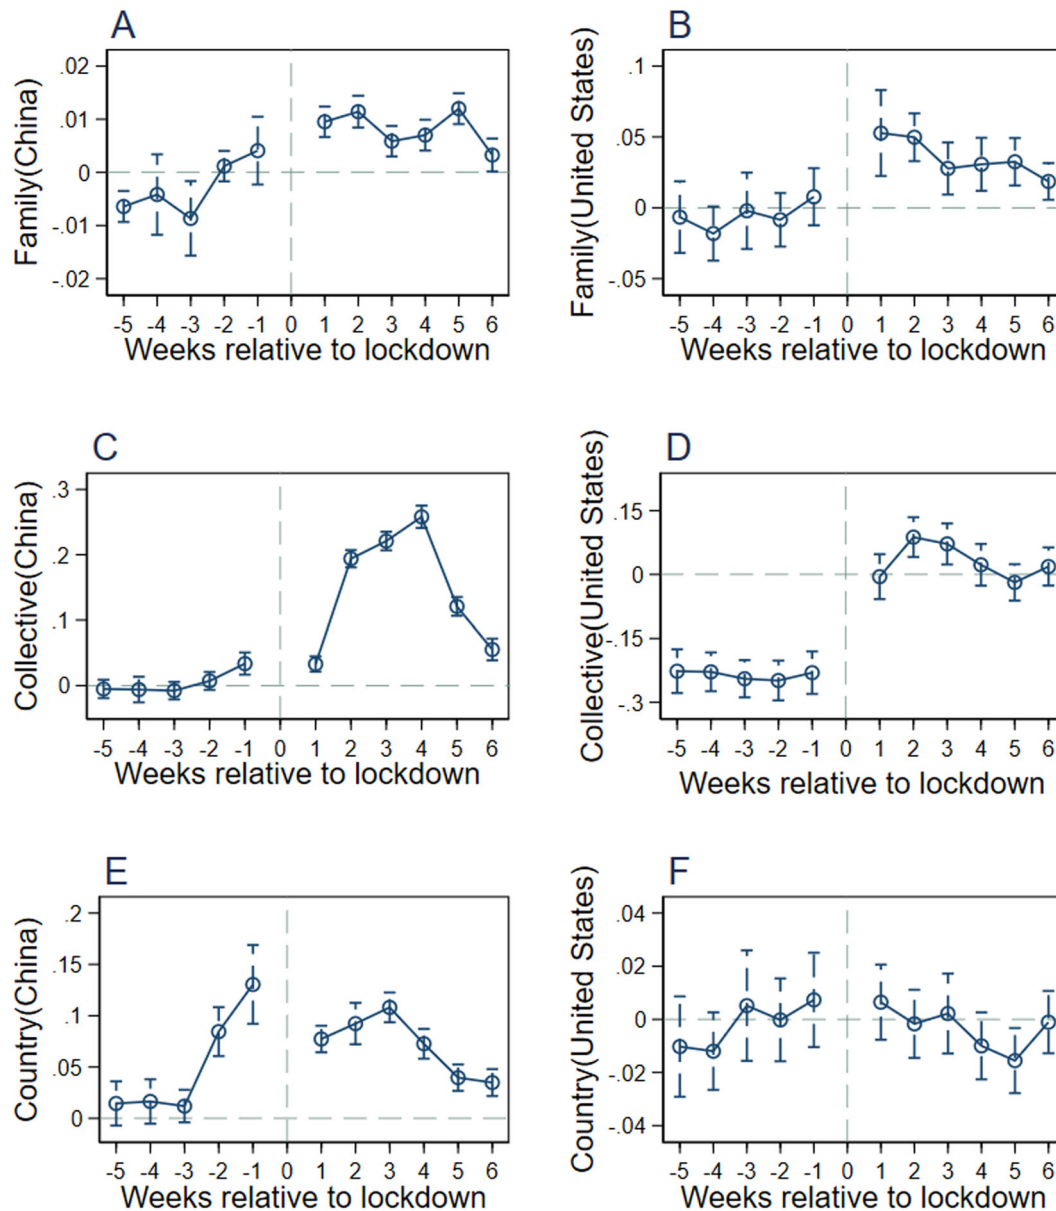 A
Family(China)
.02
.01
0
-.01
-.02
-5 -4 -3 -2 -1 0 1 2 3 4 5 6
Weeks relative to lockdown
B
Family(United States)
.1
.05
0
-.05
-5 -4 -3 -2 -1 0 1 2 3 4 5 6
Weeks relative to lockdown
C
Collective(China)
.3
.2
.1
0
-5 -4 -3 -2 -1 0 1 2 3 4 5 6
Weeks relative to lockdown
D
Collective(United States)
.15
0
-.15
-.3
-5 -4 -3 -2 -1 0 1 2 3 4 5 6
Weeks relative to lockdown
E
Country(China)
.2
.15
.1
.05
0
-5 -4 -3 -2 -1 0 1 2 3 4 5 6
Weeks relative to lockdown
F
Country(United States)
.04
.02
0
-.02
-.04
-5 -4 -3 -2 -1 0 1 2 3 4 5 6
Weeks relative to lockdown